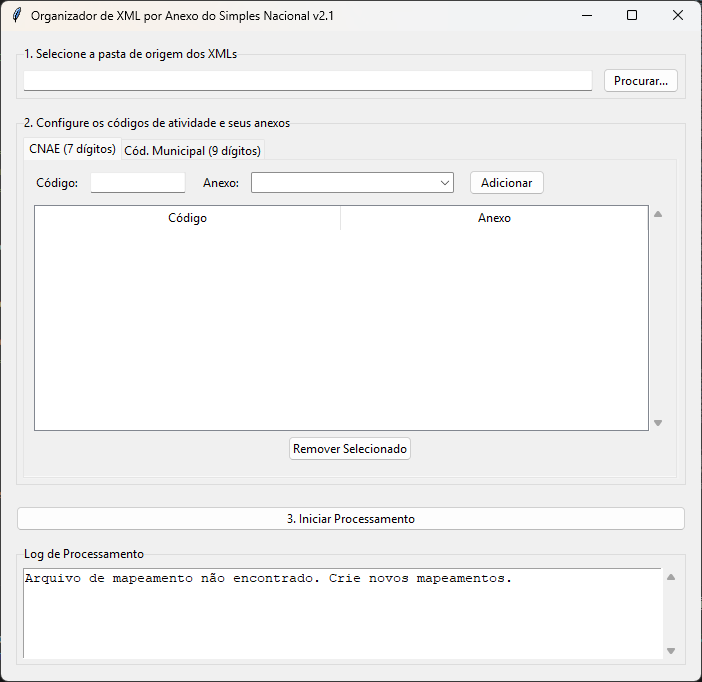 Organizador de XML por Anexo do Simples Nacional v2.1
1. Selecione a pasta de origem dos XMLs
Procurar...
2. Configure os códigos de atividade e seus anexos
CNAE (7 dígitos) Cód. Municipal (9 dígitos)
Código: Anexo: Adicionar
Código Anexo
Remover Selecionado
3. Iniciar Processamento
Log de Processamento
Arquivo de mapeamento não encontrado. Crie novos mapeamentos.